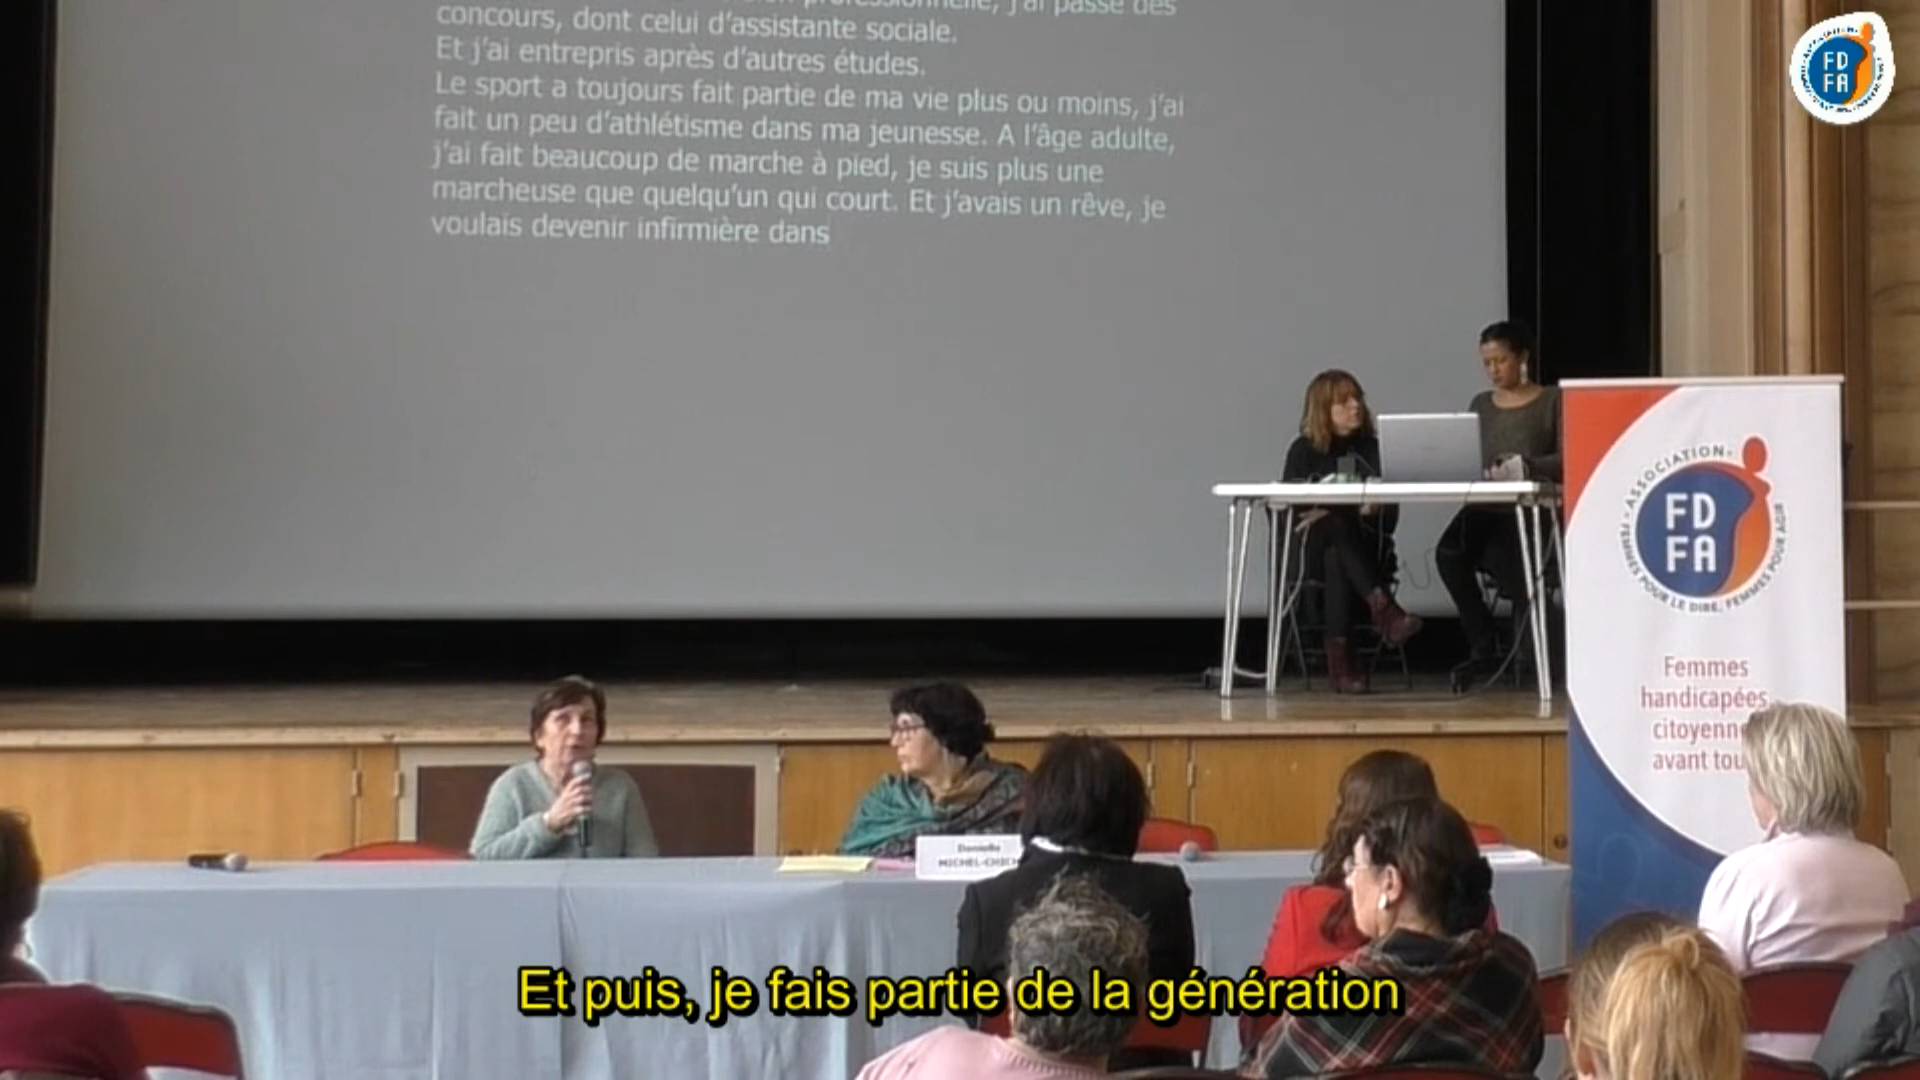 concours, dont celui d'assistante sociale.
Et j'ai entrepris après d'autres études.
Le sport a toujours fait partie de ma vie plus ou moins, j'ai
fait un peu d'athlétisme dans ma jeunesse. A l'âge adulte,
j'ai fait beaucoup de marche à pied, je suis plus une
marcheuse que quelqu'un qui court. Et j'avais un rêve, je
voulais devenir infirmière dans
FD
FA
ASSOCIATION
FEMMES POUR LE DIRE, FEMMES POUR AGIR
FD
FA
Femmes
handicapées
citoyenn
avant tou
Danielle
MICHEL-CHICH
Et puis, je fais partie de la génération